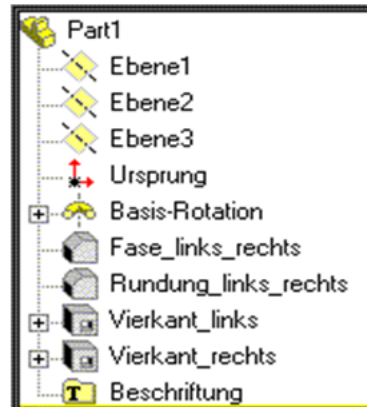 Part1
Ebene1
Ebene2
Ebene3
Ursprung
Basis-Rotation
Fase_links_rechts
Rundung_links_rechts
Vierkant_links
Vierkant_rechts
Beschriftung